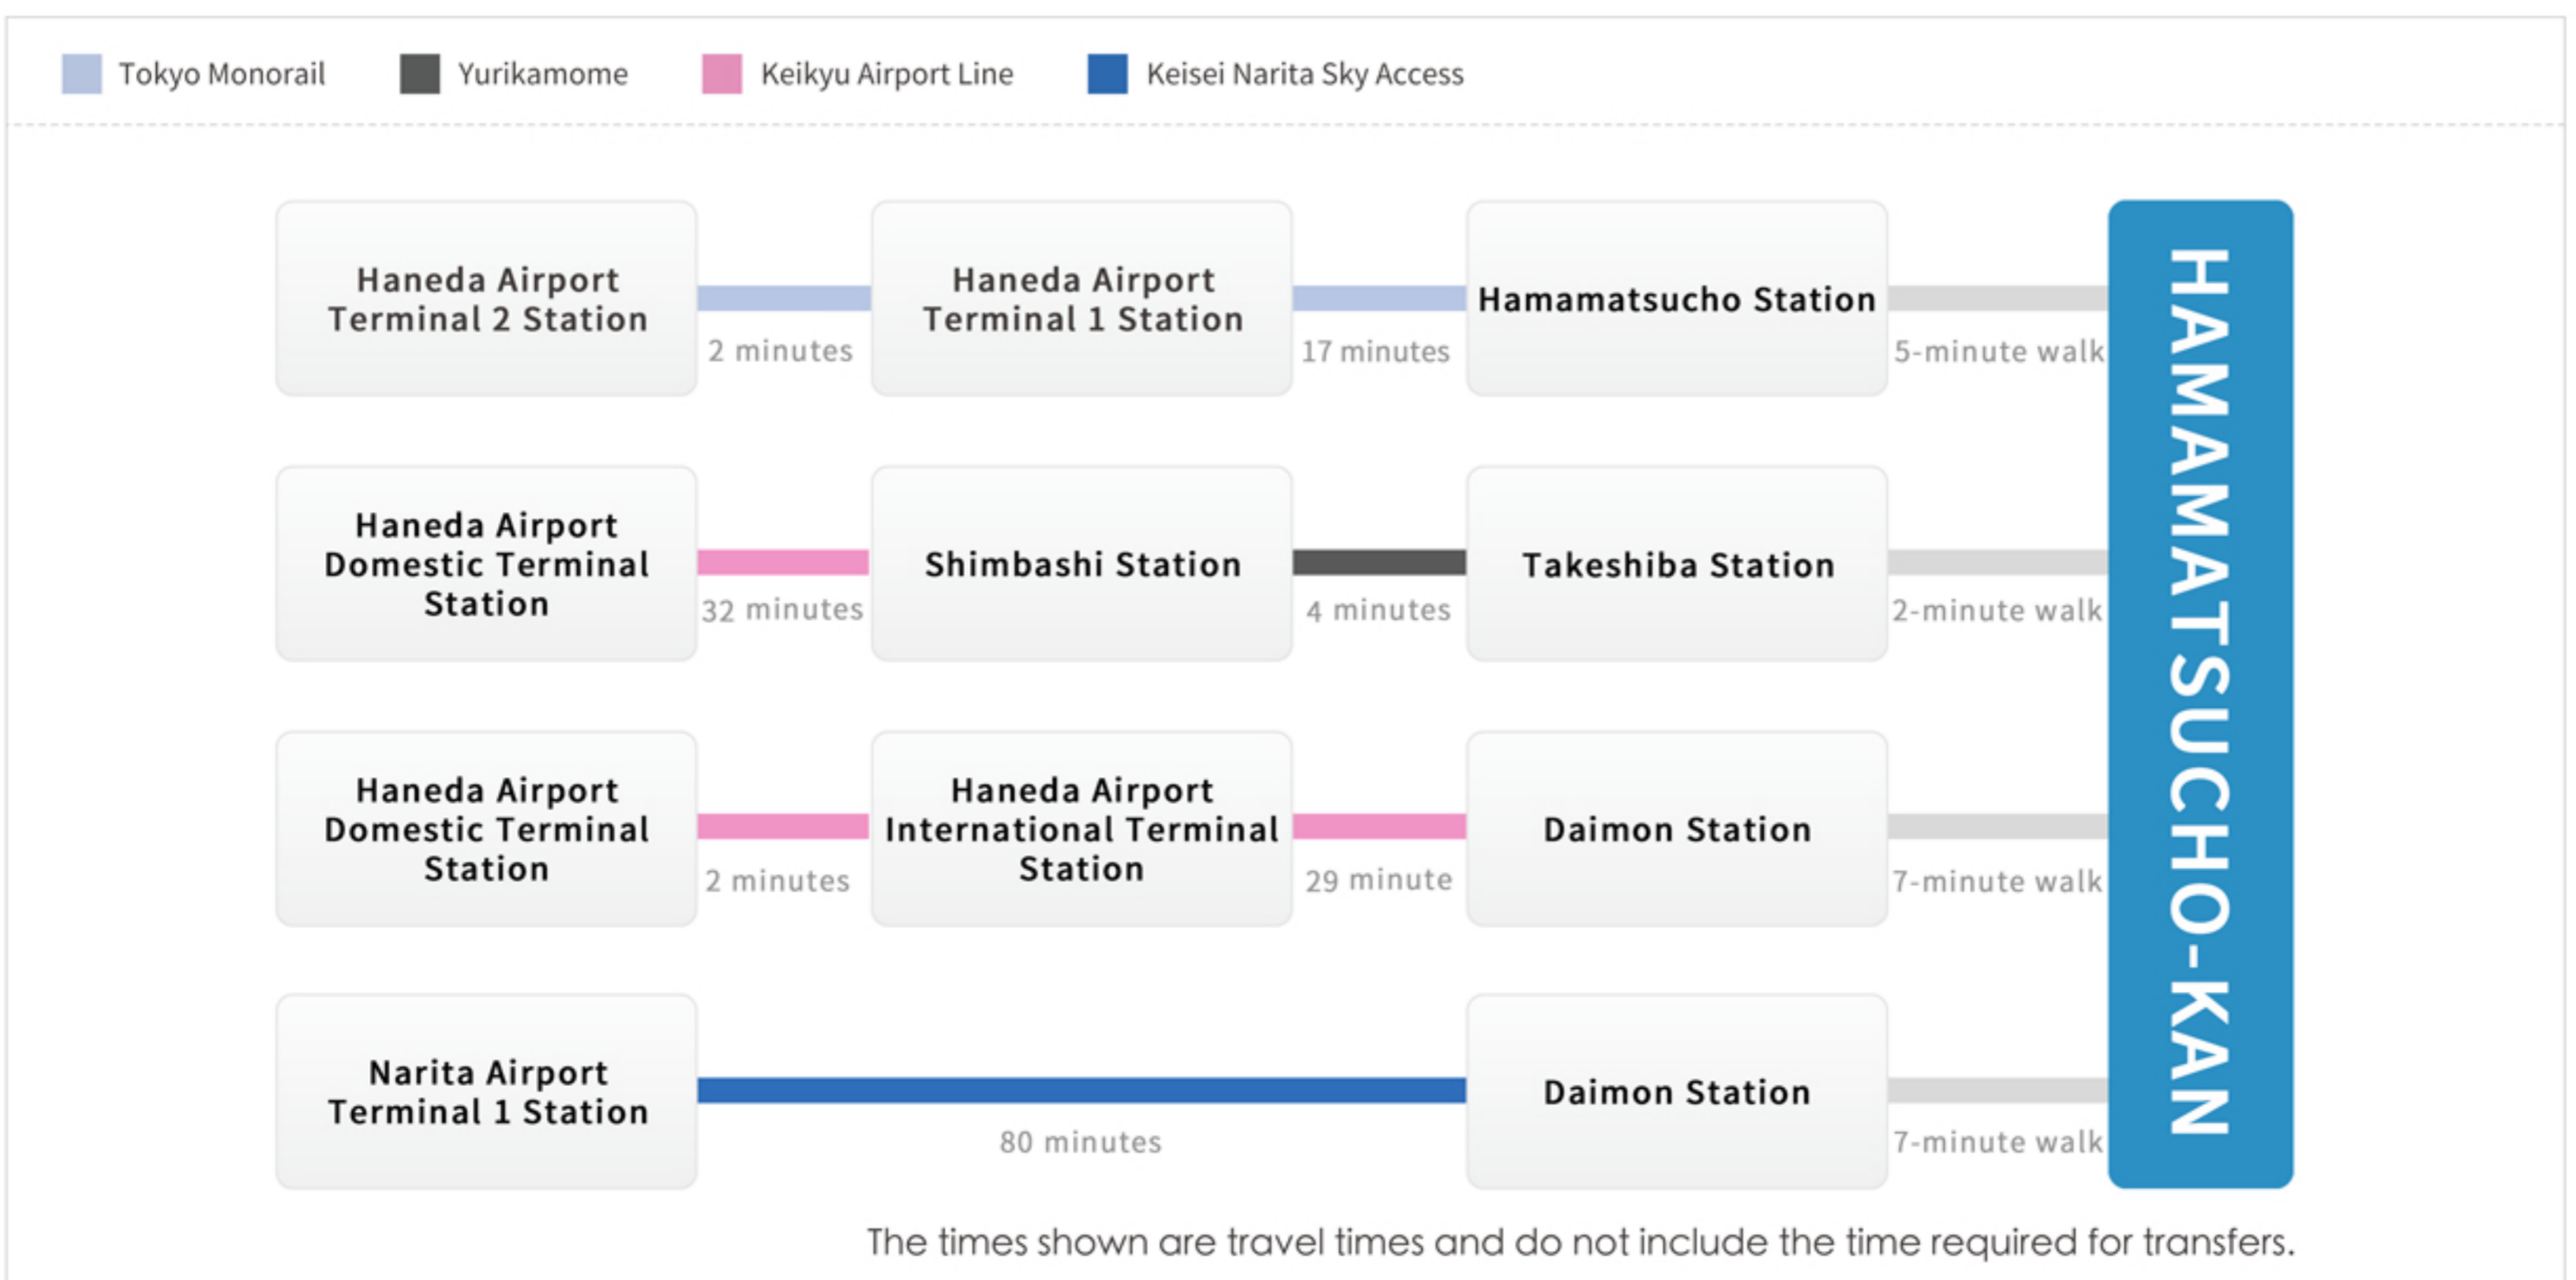 Tokyo Monorail
Yurikamome
Keikyu Airport Line
Keisei Narita Sky Access
Haneda Airport
Terminal 2 Station
2 minutes
Haneda Airport
Terminal 1 Station
17 minutes
Hamamatsucho Station
5-minute walk
Haneda Airport
Domestic Terminal
Station
32 minutes
Shimbashi Station
4 minutes
Takeshiba Station
2-minute walk
Haneda Airport
Domestic Terminal
Station
2 minutes
Haneda Airport
International Terminal
Station
29 minute
Daimon Station
7-minute walk
Narita Airport
Terminal 1 Station
80 minutes
Daimon Station
7-minute walk
HAMAMATSUCHO-KAN
The times shown are travel times and do not include the time required for transfers.